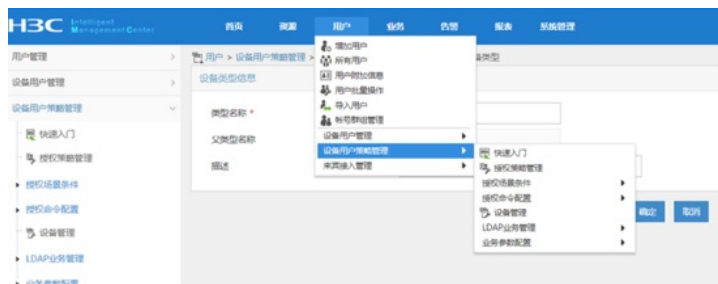 H3C Intelligent Management Center
首页 资源 用户 业务 告警 报表 系统管理
用户管理
设备用户管理
设备用户策略管理
快速入门
授权策略管理
授权场景条件
授权命令配置
设备管理
LDAP业务管理
业务参数配置
用户 > 设备用户策略管理 >
备类型
设备类型信息
类型名称 *
父类型名称
描述
增加用户
所有用户
用户附加信息
用户批量操作
导入用户
帐号群组管理
设备用户管理
设备用户策略管理
来宾接入管理
快速入门
授权策略管理
授权场景条件
授权命令配置
设备管理
LDAP业务管理
业务参数配置
确定 取消